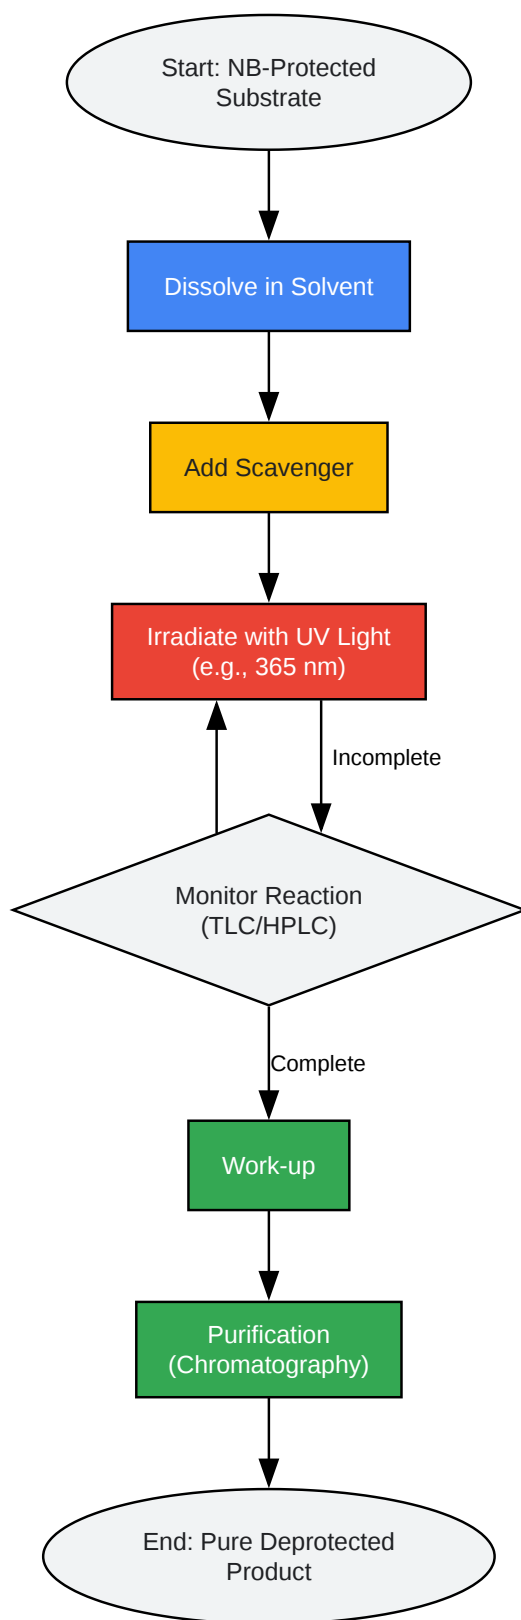 Start: NB-Protected
Substrate
Dissolve in Solvent
Add Scavenger
Irradiate with UV Light
(e.g., 365 nm)
Incomplete
Monitor Reaction
(TLC/HPLC)
Complete
Work-up
Purification
(Chromatography)
End: Pure Deprotected
Product